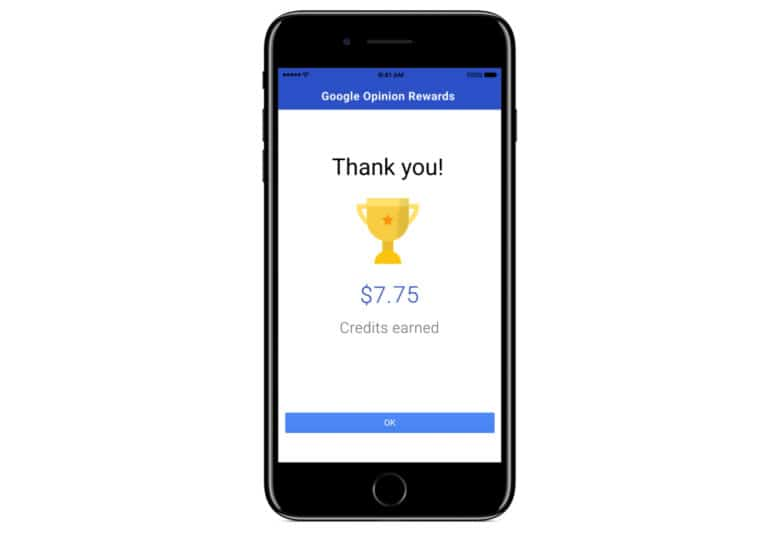 9:41 AM 100%
Google Opinion Rewards
Thank you!
$7.75
Credits earned
OK